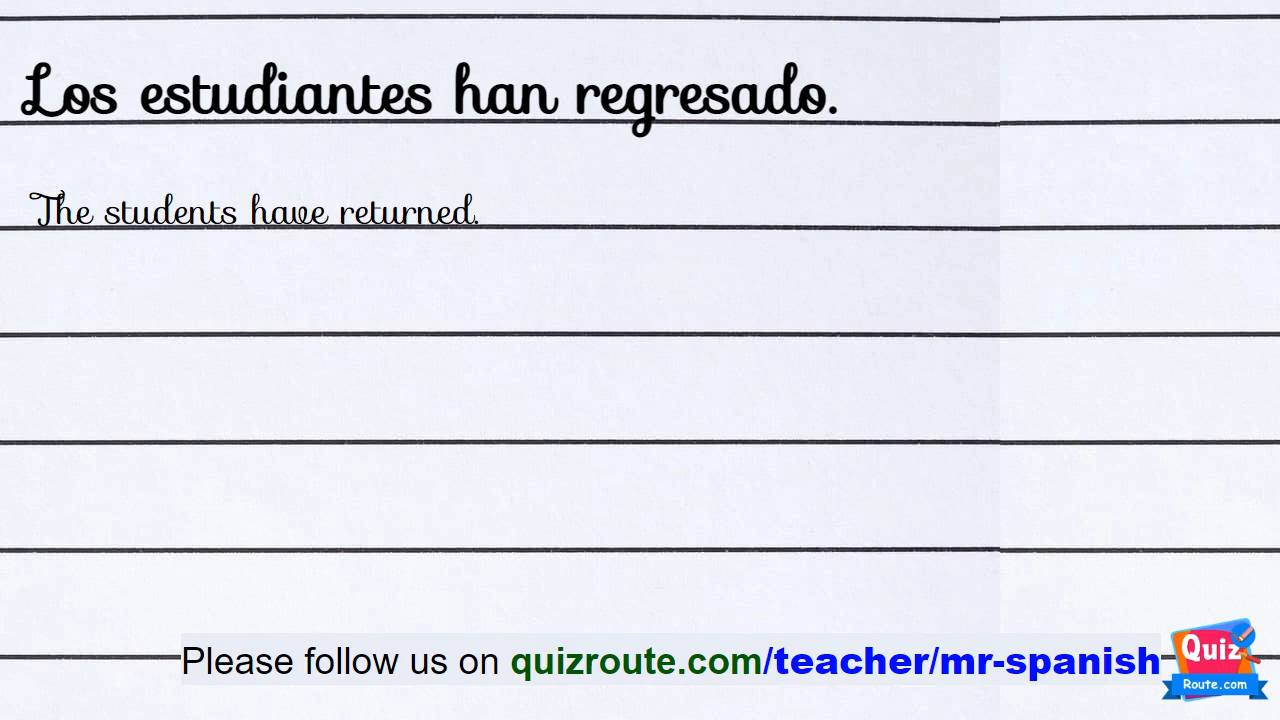 Los estudiantes han regresado.
The students have returned.
Please follow us on quizroute.com/teacher/mr-spanish
Quiz
Route.com